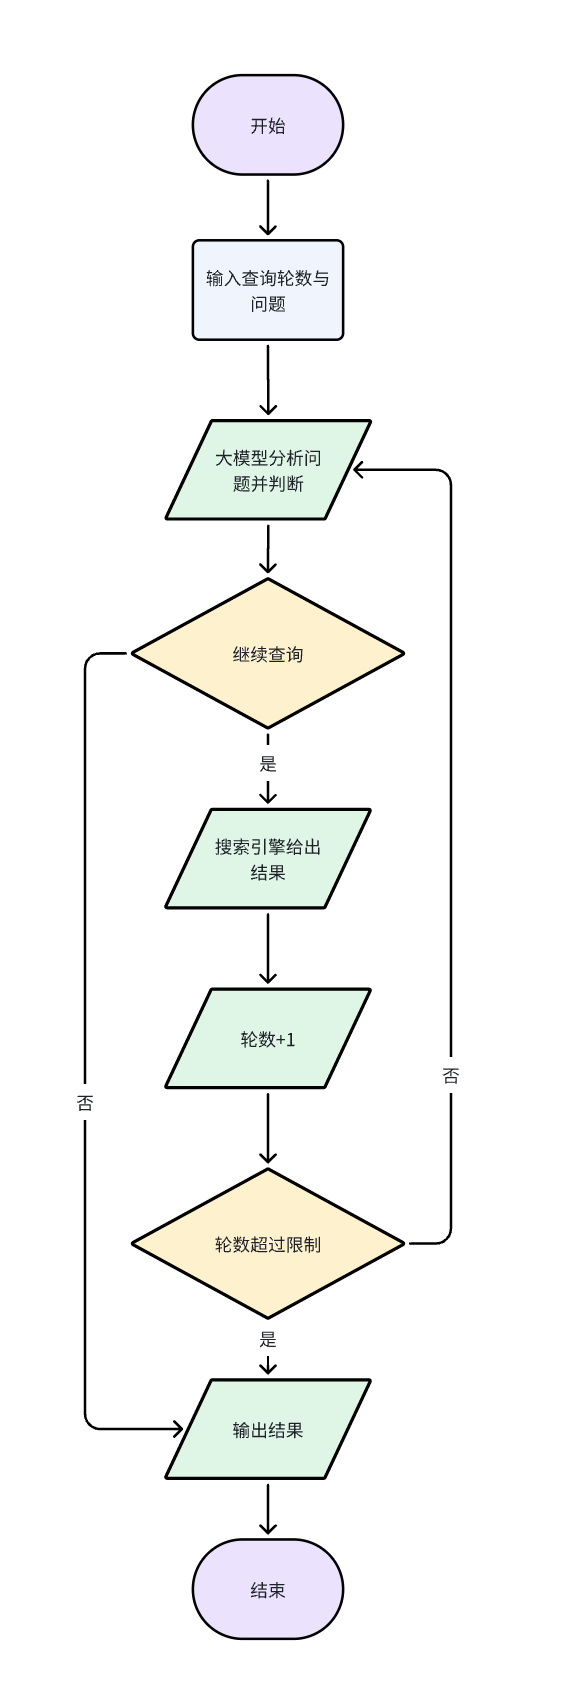 开始
输入查询轮数与
问题
大模型分析问
题并判断
继续查询
是
搜索引擎给出
结果
轮数+1
否
否
轮数超过限制
是
输出结果
结束